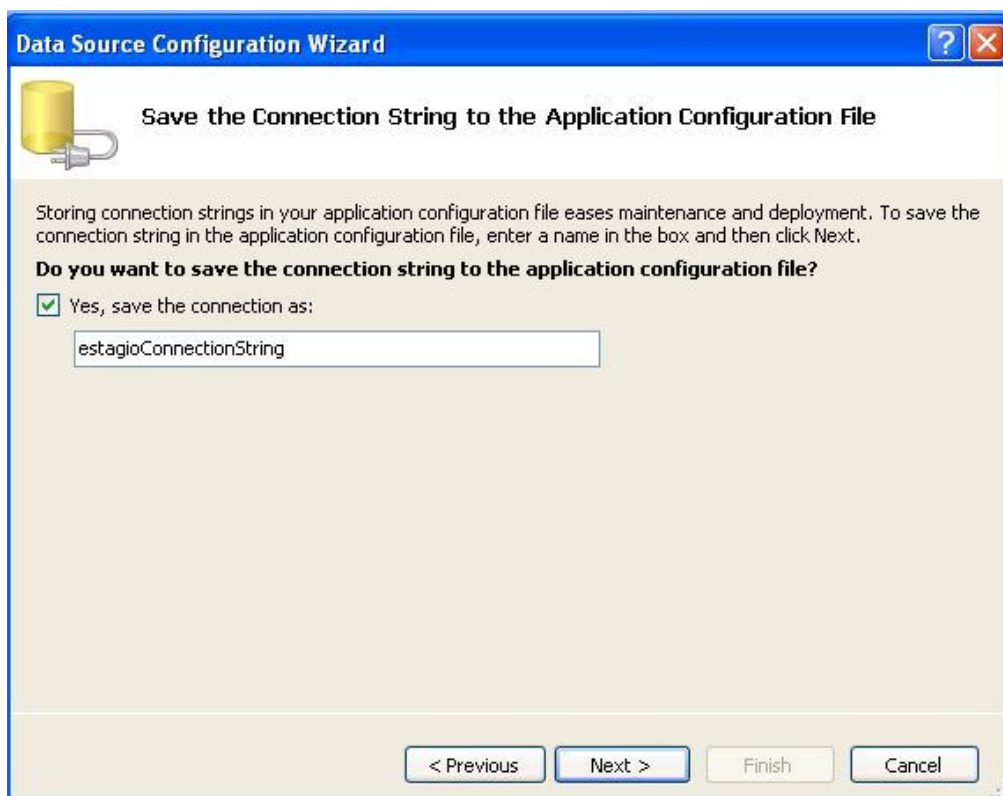 Data Source Configuration Wizard
?
Save the Connection String to the Application Configuration File
Storing connection strings in your application configuration file eases maintenance and deployment. To save the
connection string in the application configuration file, enter a name in the box and then click Next.
Do you want to save the connection string to the application configuration file?
Yes, save the connection as:
estagioConnectionString
< Previous Next > Finish Cancel